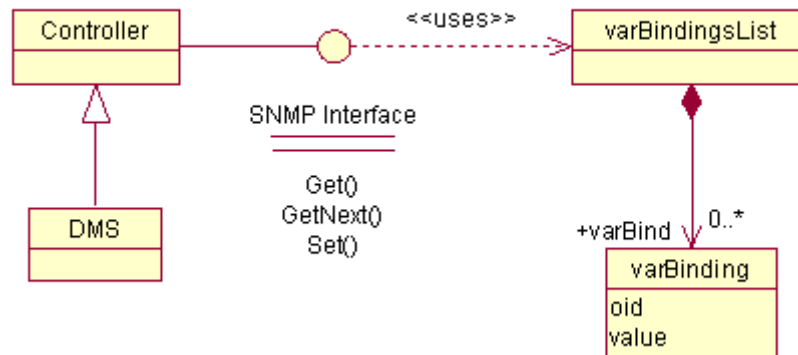 Controller
<<uses>>
varBindingsList
SNMP Interface
Get()
GetNext()
Set()
DMS
+varBind
0..*
varBinding
oid
value